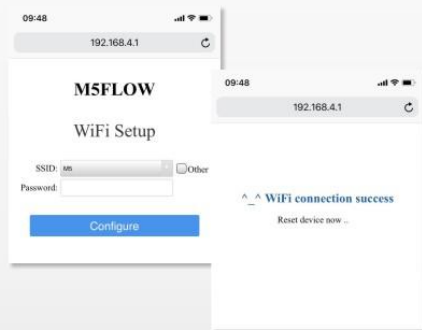 09:48
192.168.4.1
M5FLOW
WiFi Setup
SSID: M5 Other
Password:
Configure
09:48
192.168.4.1
^_^ WiFi connection success
Reset device now ..